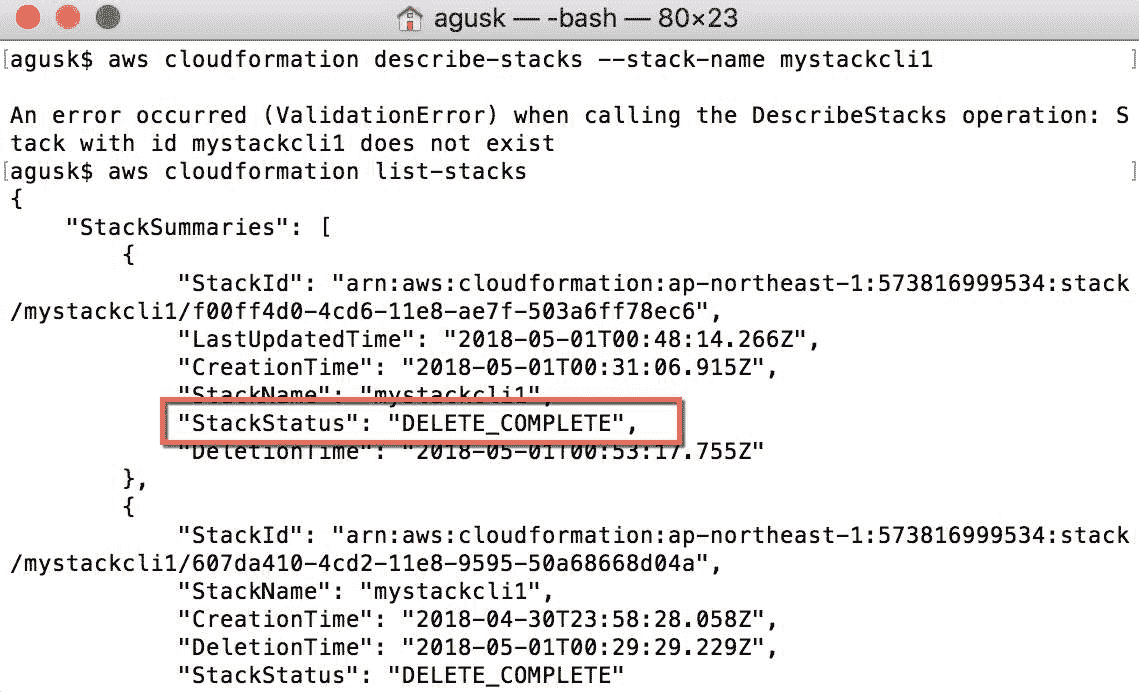 agusk — -bash — 80×23
[agusk$ aws cloudformation describe-stacks --stack-name mystackcli1 ]
An error occurred (ValidationError) when calling the DescribeStacks operation: S
tack with id mystackcli1 does not exist
[agusk$ aws cloudformation list-stacks ]
{
    "StackSummaries": [
        {
            "StackId": "arn:aws:cloudformation:ap-northeast-1:573816999534:stack
/mystackcli1/f00ff4d0-4cd6-11e8-ae7f-503a6ff78ec6",
            "LastUpdatedTime": "2018-05-01T00:48:14.266Z",
            "CreationTime": "2018-05-01T00:31:06.915Z",
            "StackName": "mystackcli1",
            "StackStatus": "DELETE_COMPLETE",
            "DeletionTime": "2018-05-01T00:53:17.755Z"
        },
        {
            "StackId": "arn:aws:cloudformation:ap-northeast-1:573816999534:stack
/mystackcli1/607da410-4cd2-11e8-9595-50a68668d04a",
            "StackName": "mystackcli1",
            "CreationTime": "2018-04-30T23:58:28.058Z",
            "DeletionTime": "2018-05-01T00:29:29.229Z",
            "StackStatus": "DELETE_COMPLETE"